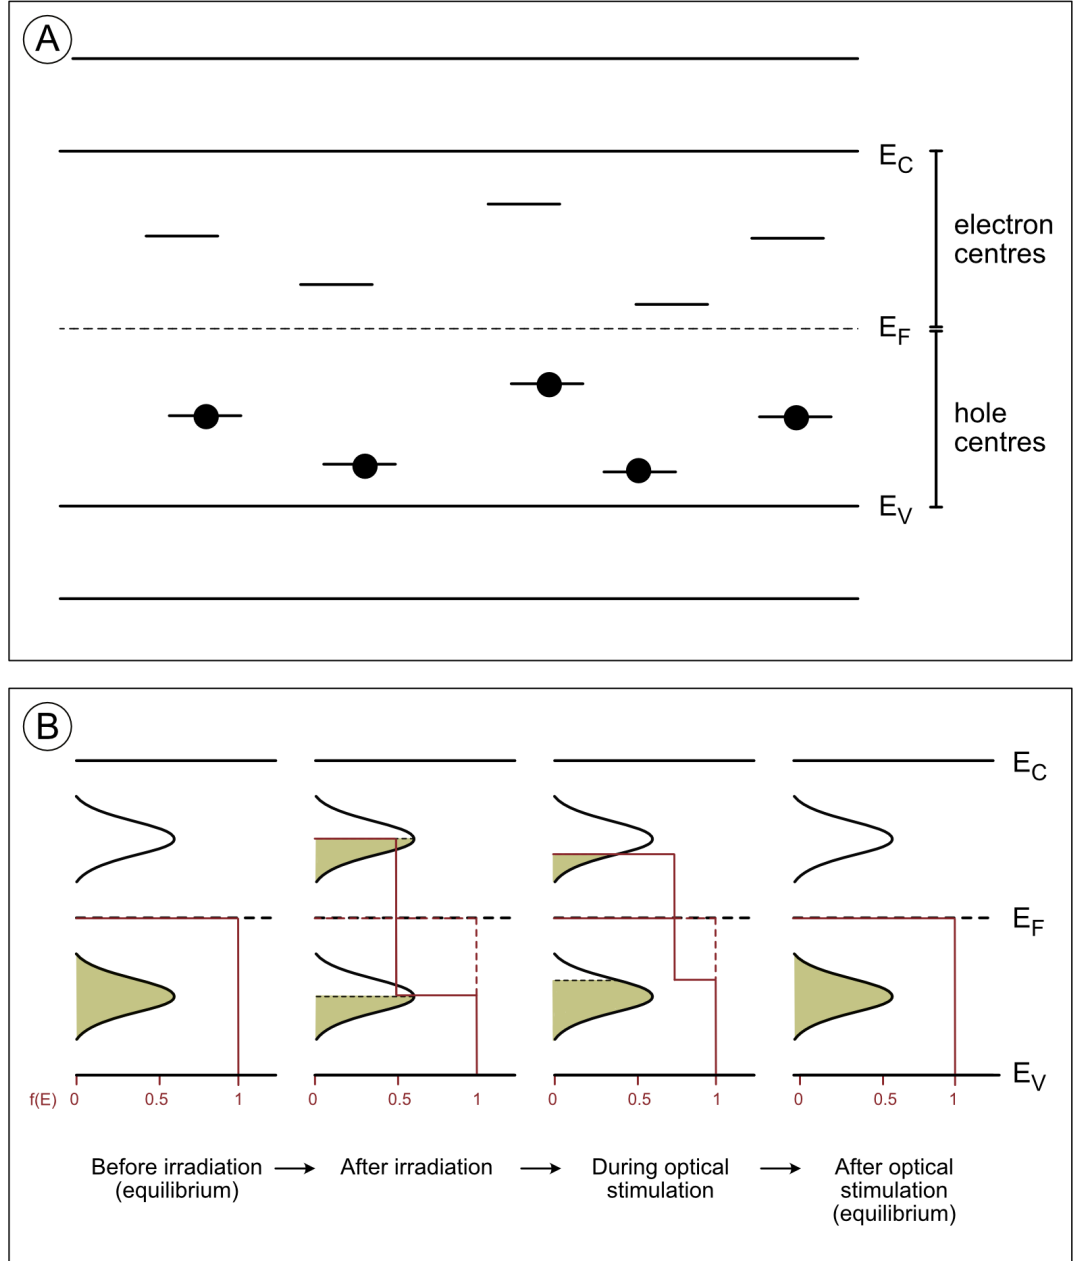 A
E_C
electron
centres
E_F
hole
centres
E_V
B
E_C
E_F
E_V
f(E) 0 0.5 1 0 0.5 1 0 0.5 1 0 0.5 1
Before irradiation
(equilibrium)
After irradiation
During optical
stimulation
After optical
stimulation
(equilibrium)